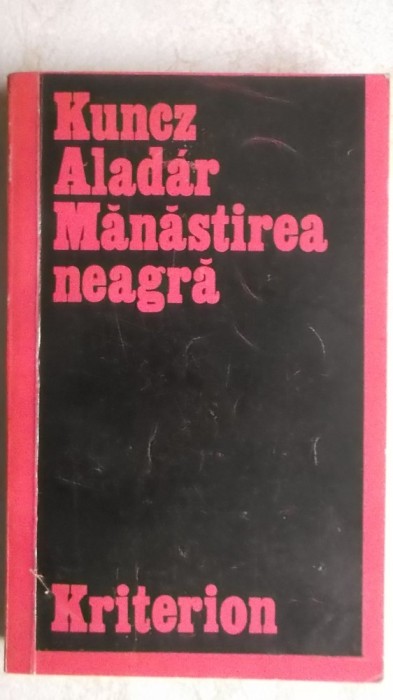 Kuncz
Aladár
Mănăstirea
neagră
Kriterion